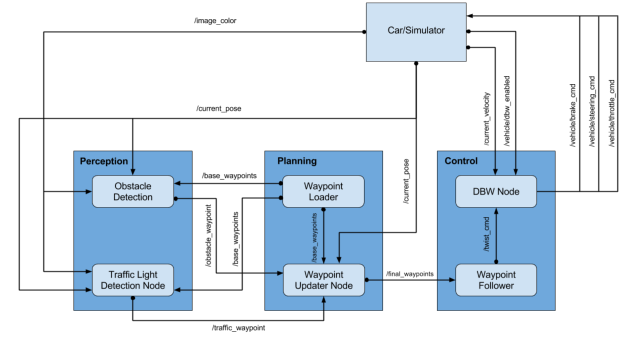 /image_color
Car/Simulator
/current_pose
/current_velocity
/vehicle/dbw_enabled
/vehicle/brake_cmd
/vehicle/steering_cmd
/vehicle/throttle_cmd
Perception
Planning
/current_pose
Control
Obstacle
Detection
/base_waypoints
Waypoint
Loader
DBW Node
/obstacle_waypoint
/base_waypoints
/base_waypoints
/twist_cmd
Traffic Light
Detection Node
Waypoint
Updater Node
/final_waypoints
Waypoint
Follower
/traffic_waypoint